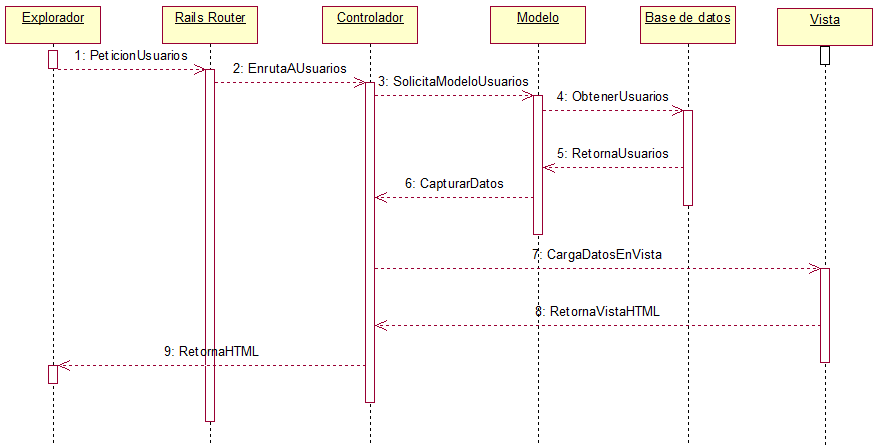 Explorador
Rails Router
Controlador
Modelo
Base de datos
Vista
1: PeticionUsuarios
2: EnrutaAUsuarios
3: SolicitaModeloUsuarios
4: ObtenerUsuarios
5: RetornaUsuarios
6: CapturarDatos
7: CargaDatosEnVista
8: RetornaVistaHTML
9: RetornaHTML